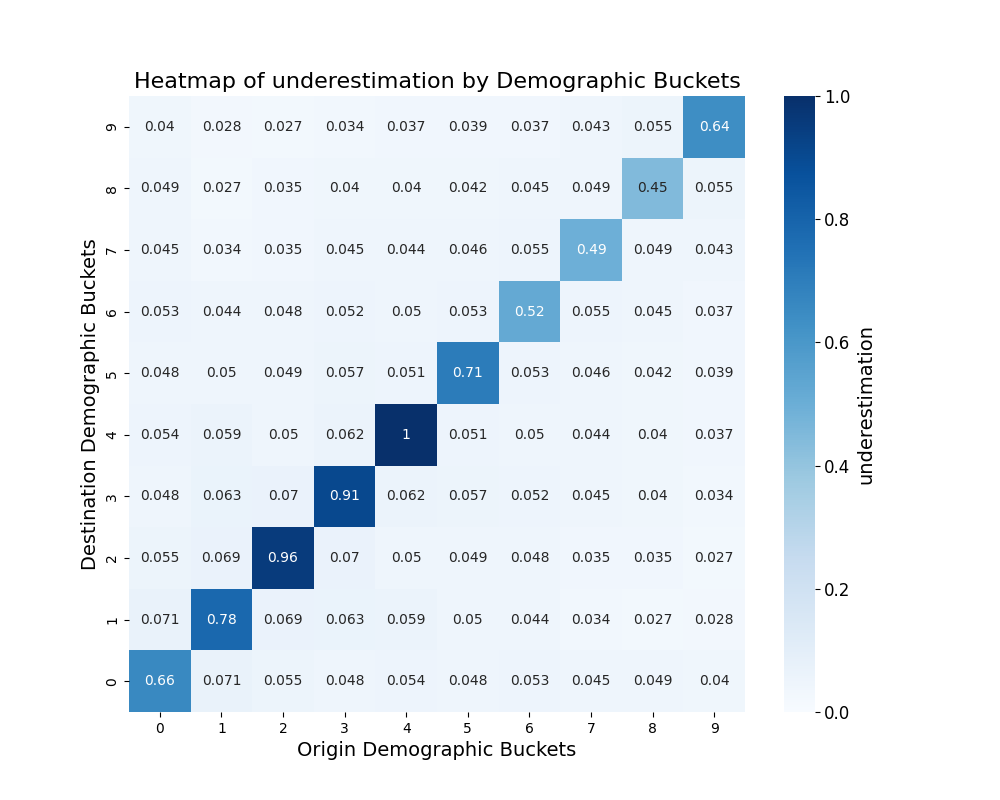 Heatmap of underestimation by Demographic Buckets
9 0.04 0.028 0.027 0.034 0.037 0.039 0.037 0.043 0.055 0.64
8 0.049 0.027 0.035 0.04 0.04 0.042 0.045 0.049 0.45 0.055
7 0.045 0.034 0.035 0.045 0.044 0.046 0.055 0.49 0.049 0.043
6 0.053 0.044 0.048 0.052 0.05 0.053 0.52 0.055 0.045 0.037
5 0.048 0.05 0.049 0.057 0.051 0.71 0.053 0.046 0.042 0.039
4 0.054 0.059 0.05 0.062 1 0.051 0.05 0.044 0.04 0.037
3 0.048 0.063 0.07 0.91 0.062 0.057 0.052 0.045 0.04 0.034
2 0.055 0.069 0.96 0.07 0.05 0.049 0.048 0.035 0.035 0.027
1 0.071 0.78 0.069 0.063 0.059 0.05 0.044 0.034 0.027 0.028
0 0.66 0.071 0.055 0.048 0.054 0.048 0.053 0.045 0.049 0.04
0 1 2 3 4 5 6 7 8 9
Origin Demographic Buckets
Destination Demographic Buckets
1.0
0.8
0.6
0.4
0.2
0.0
underestimation